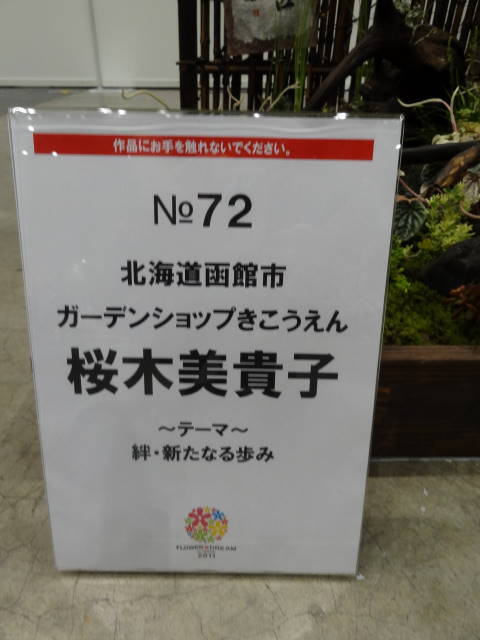 作品にお手を触れないでください。
№72
北海道函館市
ガーデンショップきこうえん
桜木美貴子
～テーマ～
絆・新たなる歩み
FLOWER DREAM
2011